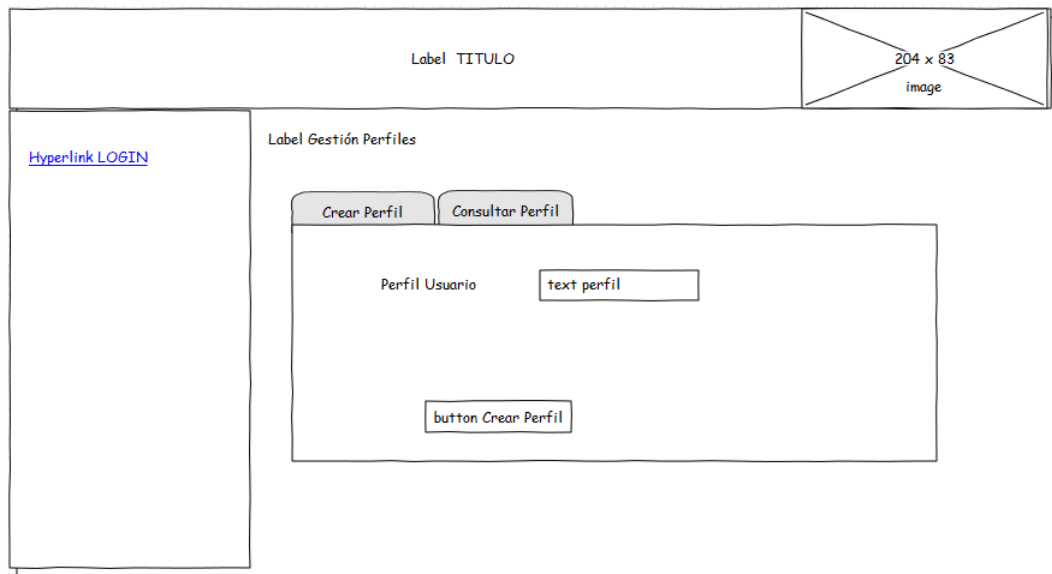 Label TITULO
204 x 83
image
Hyperlink LOGIN
Label Gestión Perfiles
Crear Perfil
Consultar Perfil
Perfil Usuario
text perfil
button Crear Perfil